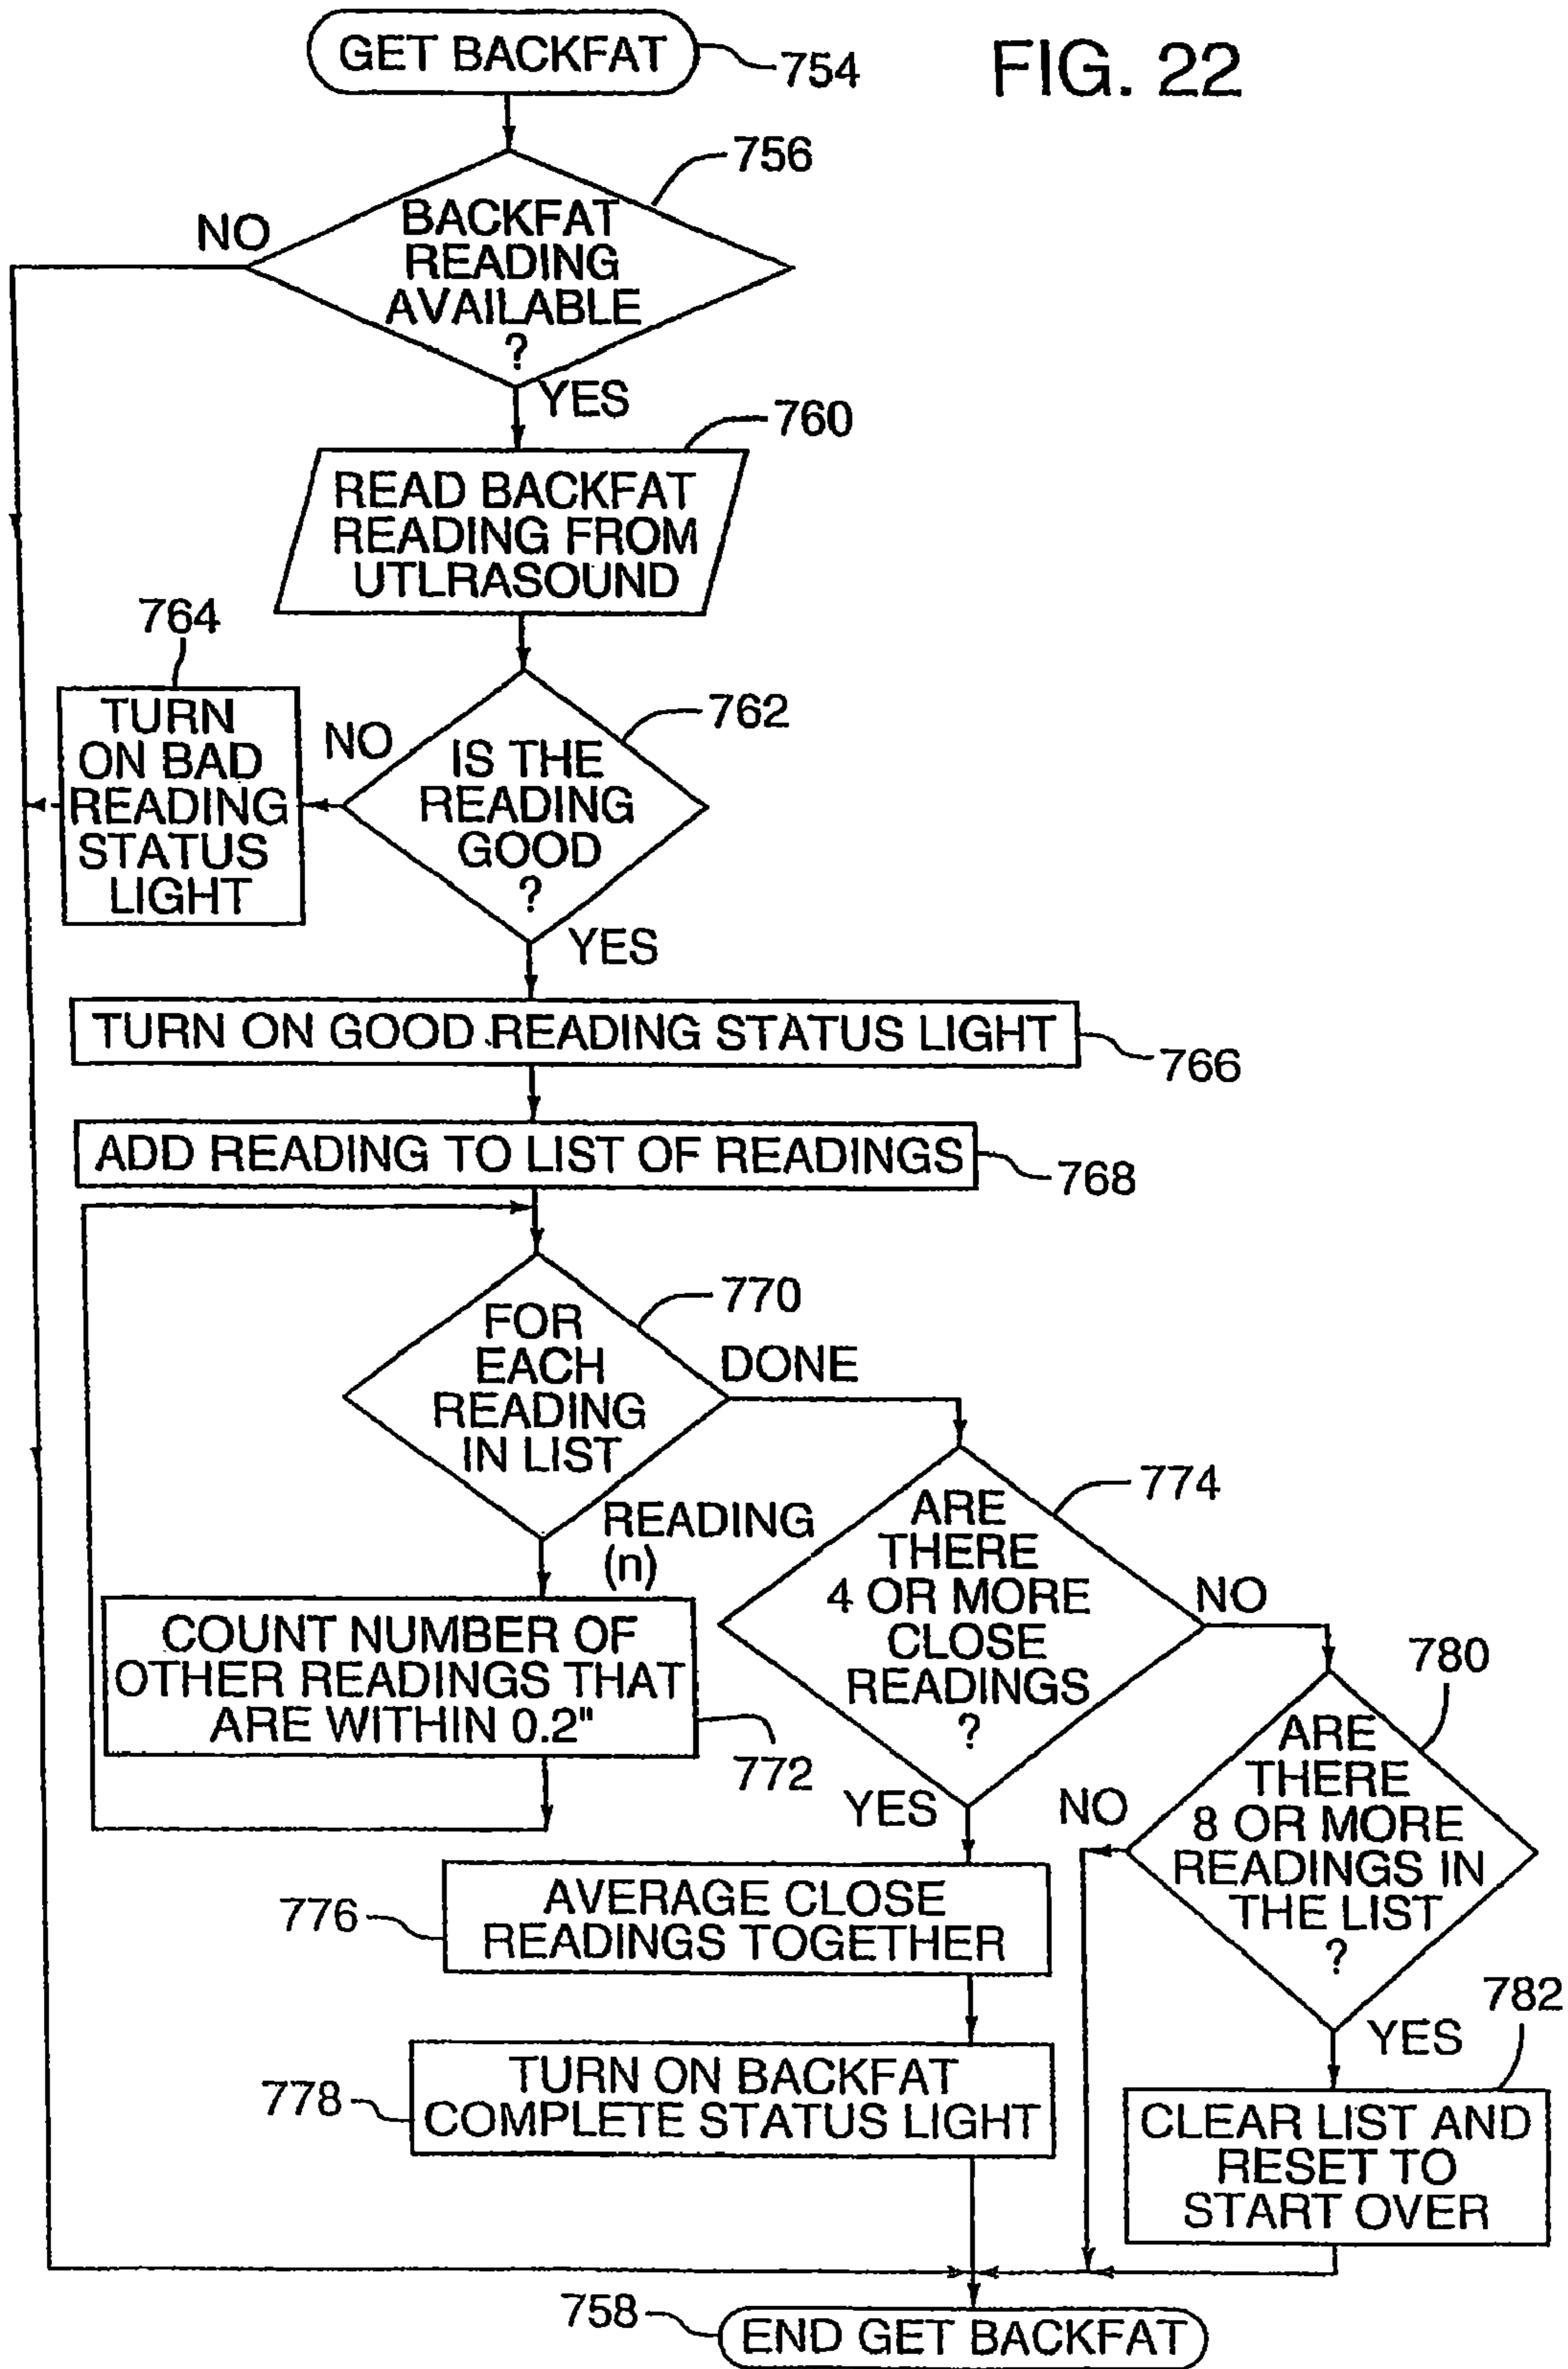 GET BACKFAT
754
FIG. 22
756
NO
BACKFAT
READING
AVAILABLE
?
YES
760
READ BACKFAT
READING FROM
UTLRASOUND
764
TURN
ON BAD
READING
STATUS
LIGHT
NO
762
IS THE
READING
GOOD
?
YES
TURN ON GOOD READING STATUS LIGHT
766
ADD READING TO LIST OF READINGS
768
770
FOR
EACH
READING
IN LIST
DONE
READING
(n)
COUNT NUMBER OF
OTHER READINGS THAT
ARE WITHIN 0.2"
772
774
ARE
THERE
4 OR MORE
CLOSE
READINGS
?
NO
YES
780
ARE
THERE
8 OR MORE
READINGS IN
THE LIST
?
NO
YES
776
AVERAGE CLOSE
READINGS TOGETHER
778
TURN ON BACKFAT
COMPLETE STATUS LIGHT
782
CLEAR LIST AND
RESET TO
START OVER
758
END GET BACKFAT